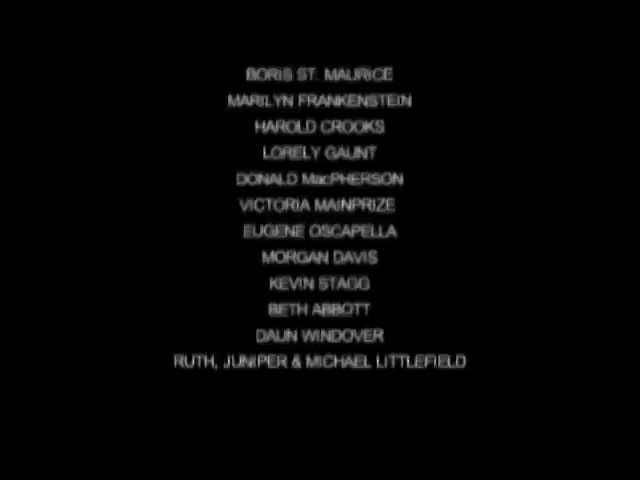 BORIS ST. MAURICE
MARILYN FRANKENSTEIN
HAROLD CROOKS
LORELY GAUNT
DONALD MacPHERSON
VICTORIA MAINPRIZE
EUGENE OSCAPELLA
MORGAN DAVIS
KEVIN STAGG
BETH ABBOTT
DAUN WINDOVER
RUTH, JUNIPER & MICHAEL LITTLEFIELD